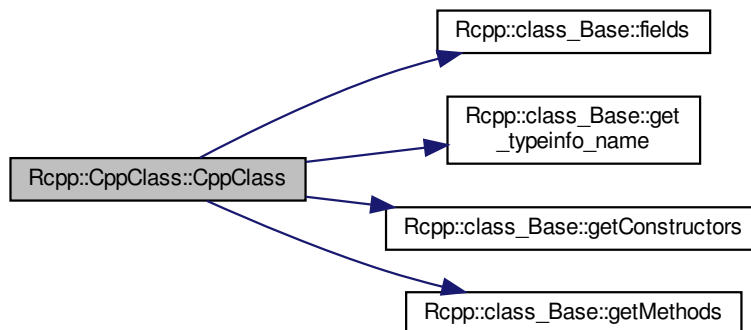 Rcpp::class_Base::fields
Rcpp::class_Base::get
_typeinfo_name
Rcpp::CppClass::CppClass
Rcpp::class_Base::getConstructors
Rcpp::class_Base::getMethods